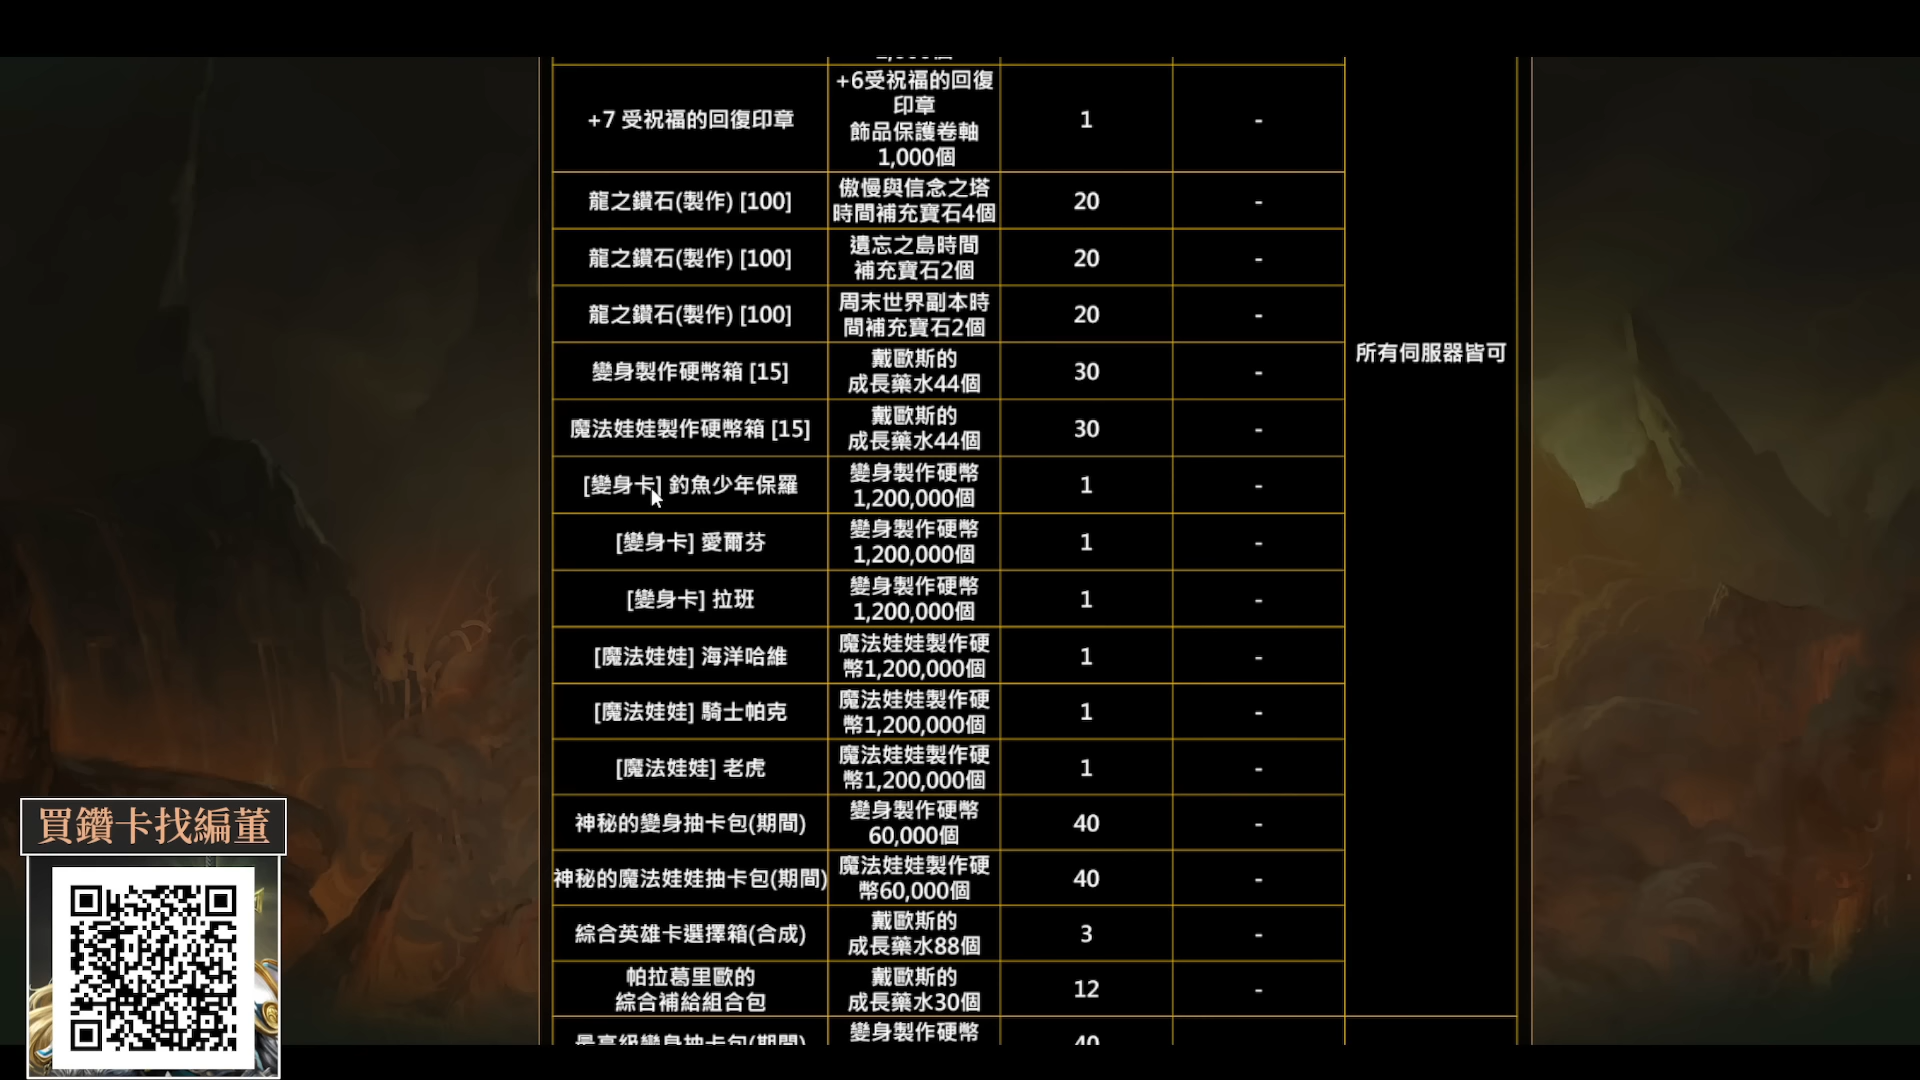 +7 受祝福的回復印章
+6受祝福的回復
印章
飾品保護卷軸
1,000個
1
-
龍之鑽石(製作) [100]
傲慢與信念之塔
時間補充寶石4個
20
-
龍之鑽石(製作) [100]
遺忘之島時間
補充寶石2個
20
-
龍之鑽石(製作) [100]
周末世界副本時
間補充寶石2個
20
-
所有伺服器皆可
變身製作硬幣箱 [15]
戴歐斯的
成長藥水44個
30
-
魔法娃娃製作硬幣箱 [15]
戴歐斯的
成長藥水44個
30
-
[變身卡] 釣魚少年保羅
變身製作硬幣
1,200,000個
1
-
[變身卡] 愛爾芬
變身製作硬幣
1,200,000個
1
-
[變身卡] 拉班
變身製作硬幣
1,200,000個
1
-
[魔法娃娃] 海洋哈維
魔法娃娃製作硬
幣1,200,000個
1
-
[魔法娃娃] 騎士帕克
魔法娃娃製作硬
幣1,200,000個
1
-
[魔法娃娃] 老虎
魔法娃娃製作硬
幣1,200,000個
1
-
神秘的變身抽卡包(期間)
變身製作硬幣
60,000個
40
-
神秘的魔法娃娃抽卡包(期間)
魔法娃娃製作硬
幣60,000個
40
-
綜合英雄卡選擇箱(合成)
戴歐斯的
成長藥水88個
3
-
帕拉葛里歐的
綜合補給組合包
戴歐斯的
成長藥水30個
12
-
最高級變身抽卡包(期間)
變身製作硬幣
40
買鑽卡找編董